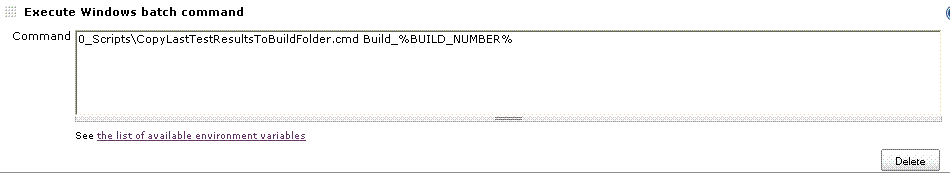 Execute Windows batch command
Command
0_Scripts\CopyLastTestResultsToBuildFolder.cmd Build_%BUILD_NUMBER%
See the list of available environment variables
Delete